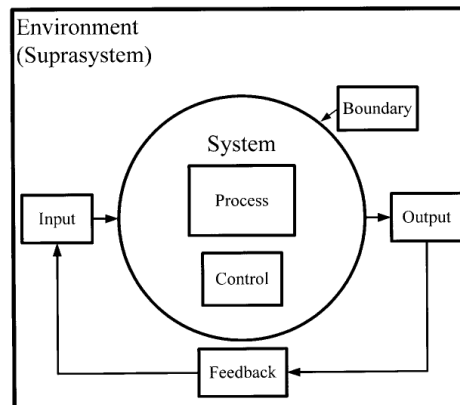 Environment
(Suprasystem)
Boundary
System
Process
Input
Output
Control
Feedback